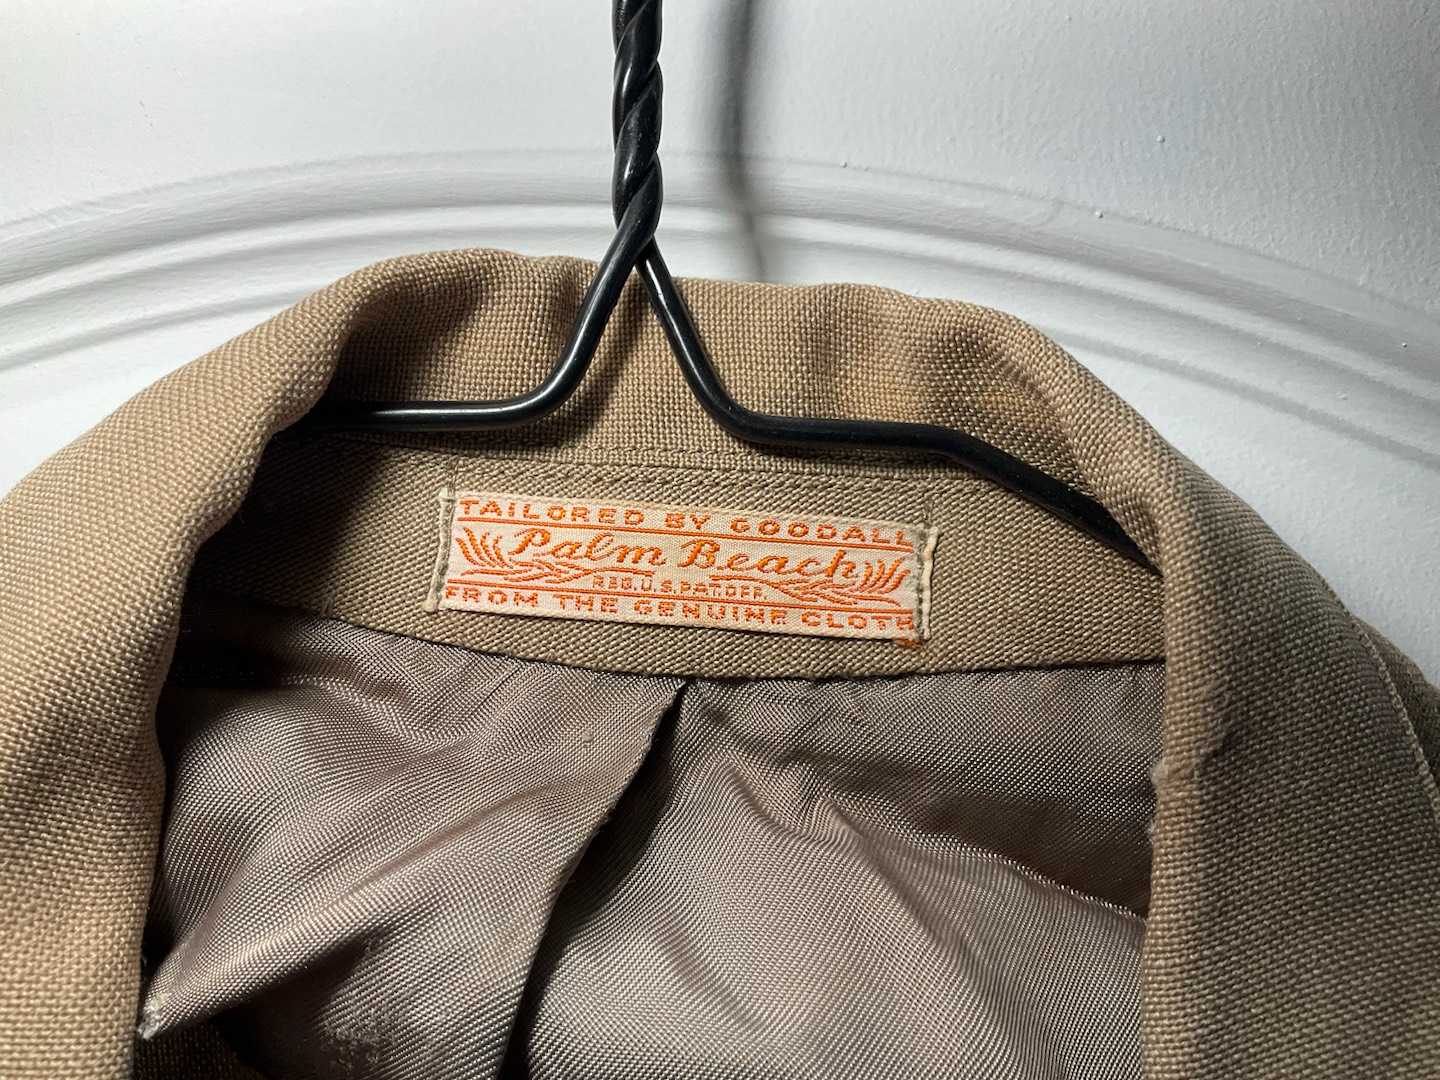 TAILORED BY GOODALL
Palm Beach
REG. U.S. PAT. OFF.
FROM THE GENUINE CLOTH